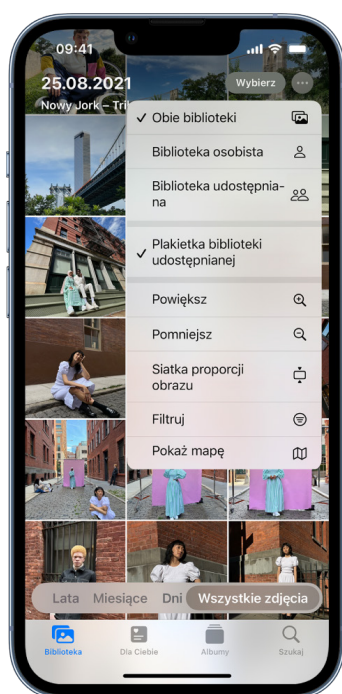 09:41
25.08.2021
Wybierz
Nowy Jork – Tri
Obie biblioteki
Biblioteka osobista
Biblioteka udostępnia-
na
Plakietka biblioteki
udostępnianej
Powiększ
Pomniejsz
Siatka proporcji
obrazu
Filtruj
Pokaż mapę
Lata Miesiące Dni Wszystkie zdjęcia
Biblioteka Dla Ciebie Albumy Szukaj